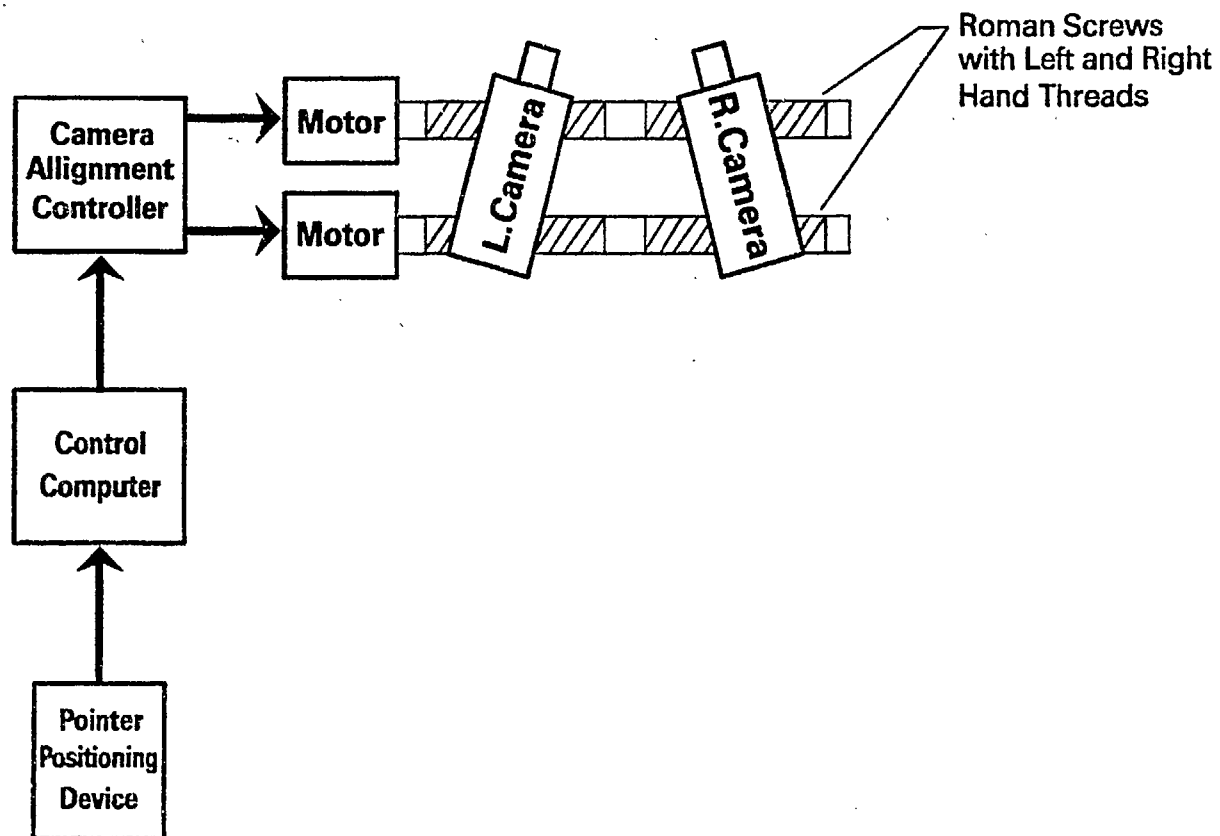 Roman Screws
with Left and Right
Hand Threads
Camera
Allignment
Controller
Motor
Motor
L.Camera
R.Camera
Control
Computer
Pointer
Positioning
Device